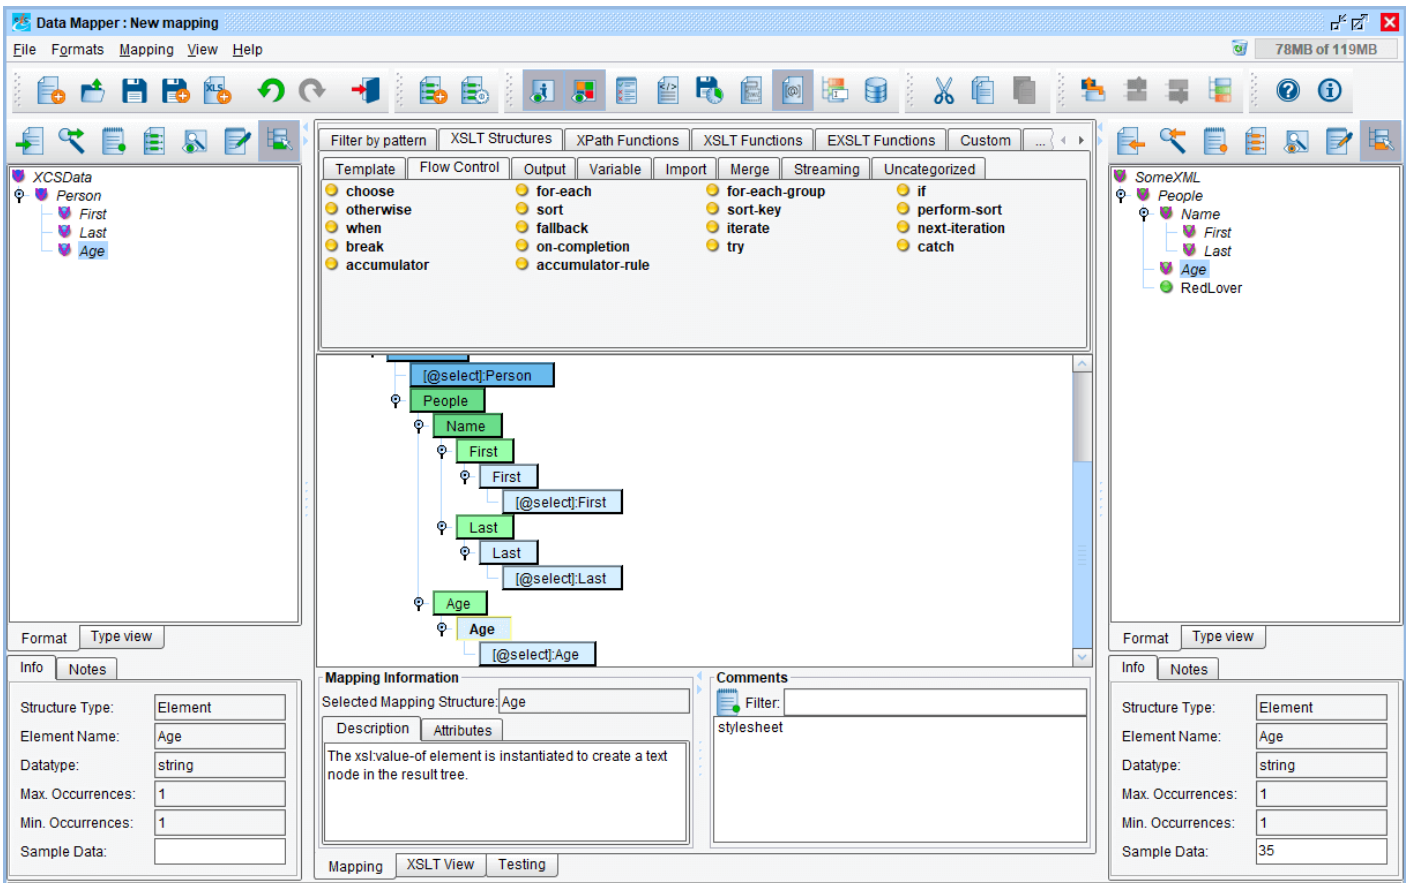 Data Mapper : New mapping
File Formats Mapping View Help
78MB of 119MB
XLS
Filter by pattern XSLT Structures XPath Functions XSLT Functions EXSLT Functions Custom ...
Template Flow Control Output Variable Import Merge Streaming Uncategorized
choose for-each for-each-group if
otherwise sort sort-key perform-sort
when fallback iterate next-iteration
break on-completion try catch
accumulator accumulator-rule
XCSData
Person
First
Last
Age
[@select]:Person
People
Name
First
First
[@select]:First
Last
Last
[@select]:Last
Age
Age
[@select]:Age
SomeXML
People
Name
First
Last
Age
RedLover
Format Type view
Info Notes
Structure Type: Element
Element Name: Age
Datatype: string
Max. Occurrences: 1
Min. Occurrences: 1
Sample Data:
Mapping Information
Selected Mapping Structure: Age
Description Attributes
The xsl:value-of element is instantiated to create a text
node in the result tree.
Comments
Filter:
stylesheet
Mapping XSLT View Testing
Format Type view
Info Notes
Structure Type: Element
Element Name: Age
Datatype: string
Max. Occurrences: 1
Min. Occurrences: 1
Sample Data: 35